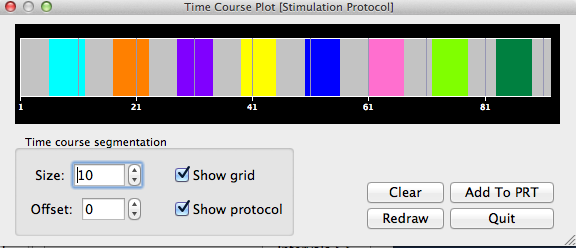 Time Course Plot [Stimulation Protocol]
1 21 41 61 81
Time course segmentation
Size: 10 Show grid
Offset: 0 Show protocol
Clear Add To PRT
Redraw Quit